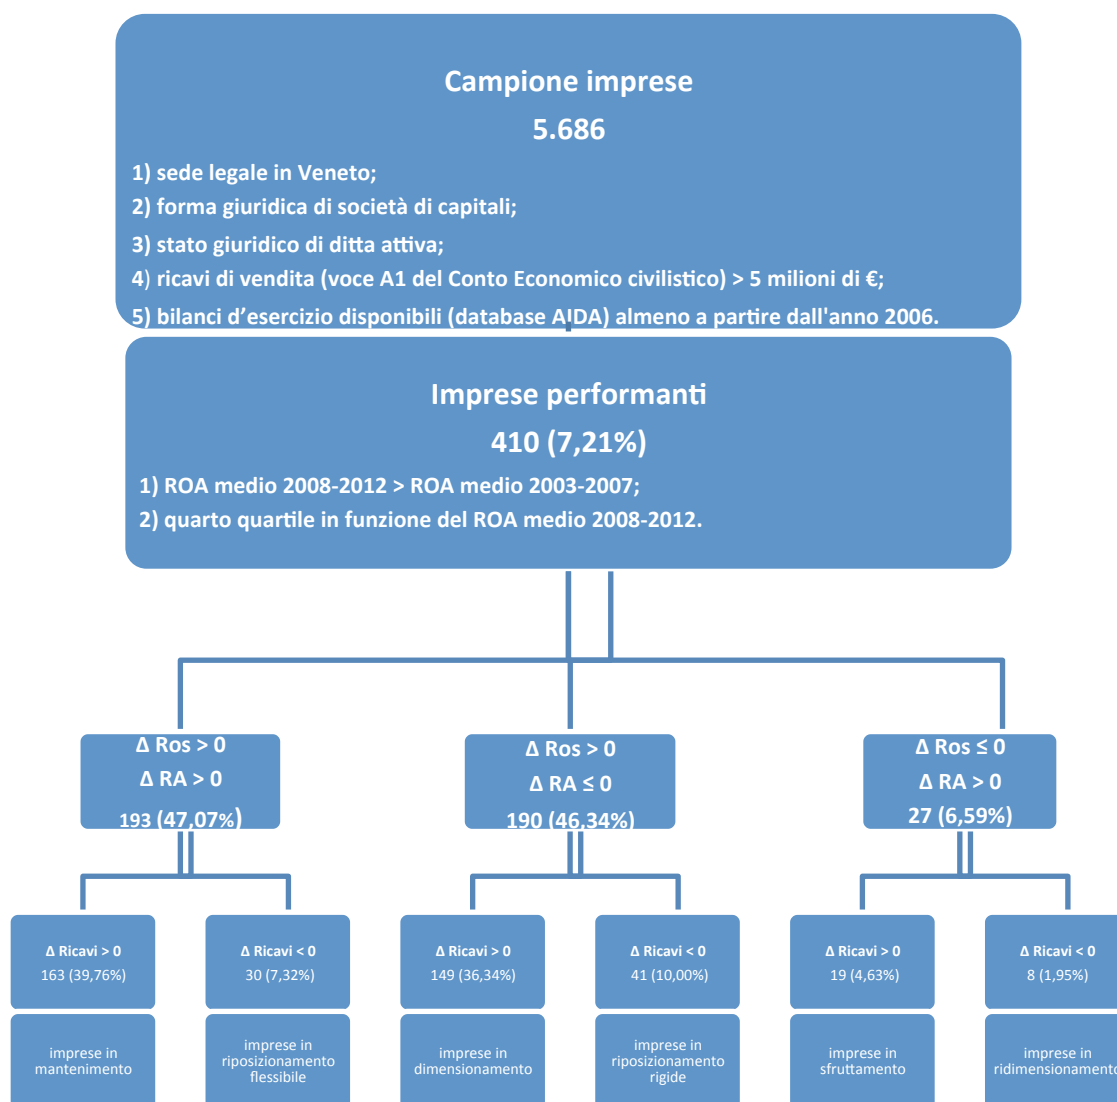 Campione imprese
5.686
1) sede legale in Veneto;
2) forma giuridica di società di capitali;
3) stato giuridico di ditta attiva;
4) ricavi di vendita (voce A1 del Conto Economico civilistico) > 5 milioni di €;
5) bilanci d'esercizio disponibili (database AIDA) almeno a partire dall'anno 2006.
Imprese performanti
410 (7,21%)
1) ROA medio 2008-2012 > ROA medio 2003-2007;
2) quarto quartile in funzione del ROA medio 2008-2012.
Δ Ros > 0
Δ RA > 0
193 (47,07%)
Δ Ros > 0
Δ RA ≤ 0
190 (46,34%)
Δ Ros ≤ 0
Δ RA > 0
27 (6,59%)
Δ Ricavi > 0
163 (39,76%)
Δ Ricavi < 0
30 (7,32%)
Δ Ricavi > 0
149 (36,34%)
Δ Ricavi < 0
41 (10,00%)
Δ Ricavi > 0
19 (4,63%)
Δ Ricavi < 0
8 (1,95%)
imprese in
mantenimento
imprese in
riposizionamento
flessibile
imprese in
dimensionamento
imprese in
riposizionamento
rigide
imprese in
sfruttamento
imprese in
ridimensionamento